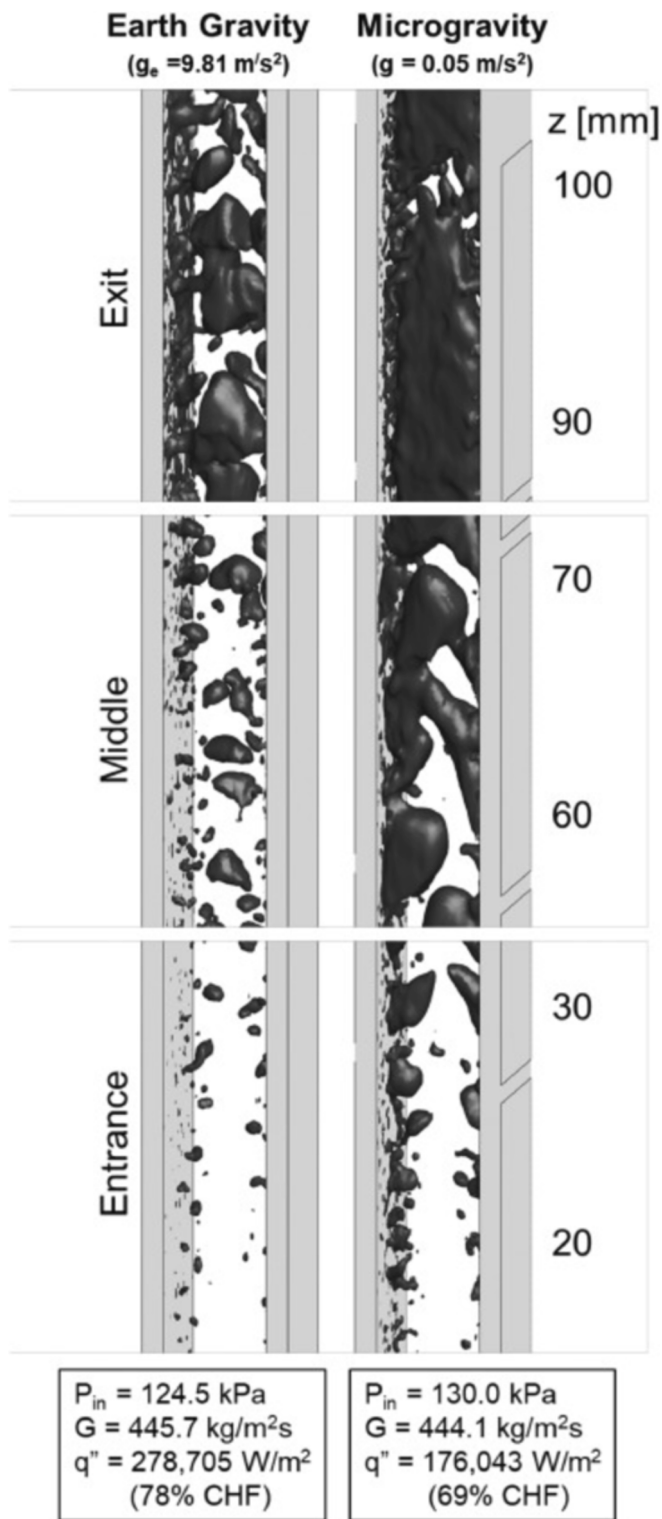 Earth Gravity
(gₑ =9.81 m/s²)
Microgravity
(g = 0.05 m/s²)
z [mm]
100
Exit
90
70
Middle
60
30
Entrance
20
Pᵢₙ = 124.5 kPa
G = 445.7 kg/m²s
q” = 278,705 W/m²
(78% CHF)
Pᵢₙ = 130.0 kPa
G = 444.1 kg/m²s
q” = 176,043 W/m²
(69% CHF)